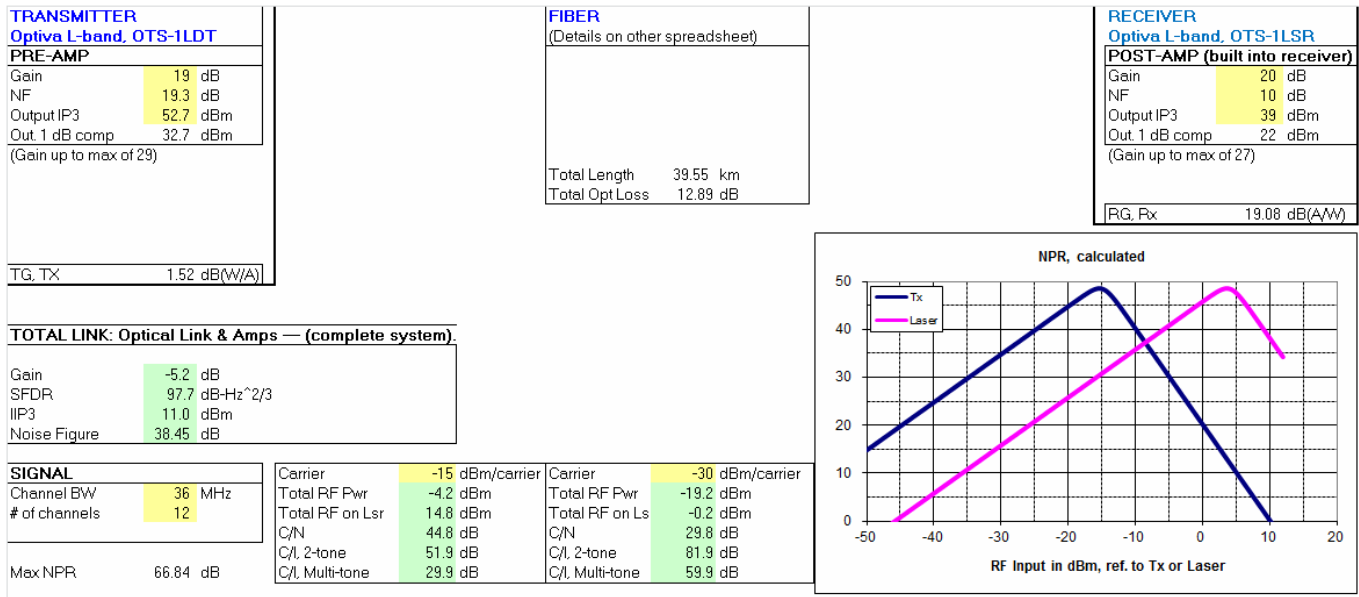 TRANSMITTER
Optiva L-band, OTS-1LDT
PRE-AMP
Gain 19 dB
NF 19.3 dB
Output IP3 52.7 dBm
Out. 1 dB comp 32.7 dBm
(Gain up to max of 29)
TG, TX 1.52 dB(W/A)
FIBER
(Details on other spreadsheet)
Total Length 39.55 km
Total Opt Loss 12.89 dB
RECEIVER
Optiva L-band, OTS-1LSR
POST-AMP (built into receiver)
Gain 20 dB
NF 10 dB
Output IP3 39 dBm
Out. 1 dB comp 22 dBm
(Gain up to max of 27)
RG, Rx 19.08 dB(A/W)
TOTAL LINK: Optical Link & Amps — (complete system).
Gain -5.2 dB
SFDR 97.7 dB-Hz^2/3
IIP3 11.0 dBm
Noise Figure 38.45 dB
SIGNAL
Channel BW 36 MHz
# of channels 12
Max NPR 66.84 dB
Carrier -15 dBm/carrier
Total RF Pwr -4.2 dBm
Total RF on Lsr 14.8 dBm
C/N 44.8 dB
C/I, 2-tone 51.9 dB
C/I, Multi-tone 29.9 dB
Carrier -30 dBm/carrier
Total RF Pwr -19.2 dBm
Total RF on Ls -0.2 dBm
C/N 29.8 dB
C/I, 2-tone 81.9 dB
C/I, Multi-tone 59.9 dB
NPR, calculated
Tx
Laser
50
40
30
20
10
0
-50 -40 -30 -20 -10 0 10 20
RF Input in dBm, ref. to Tx or Laser